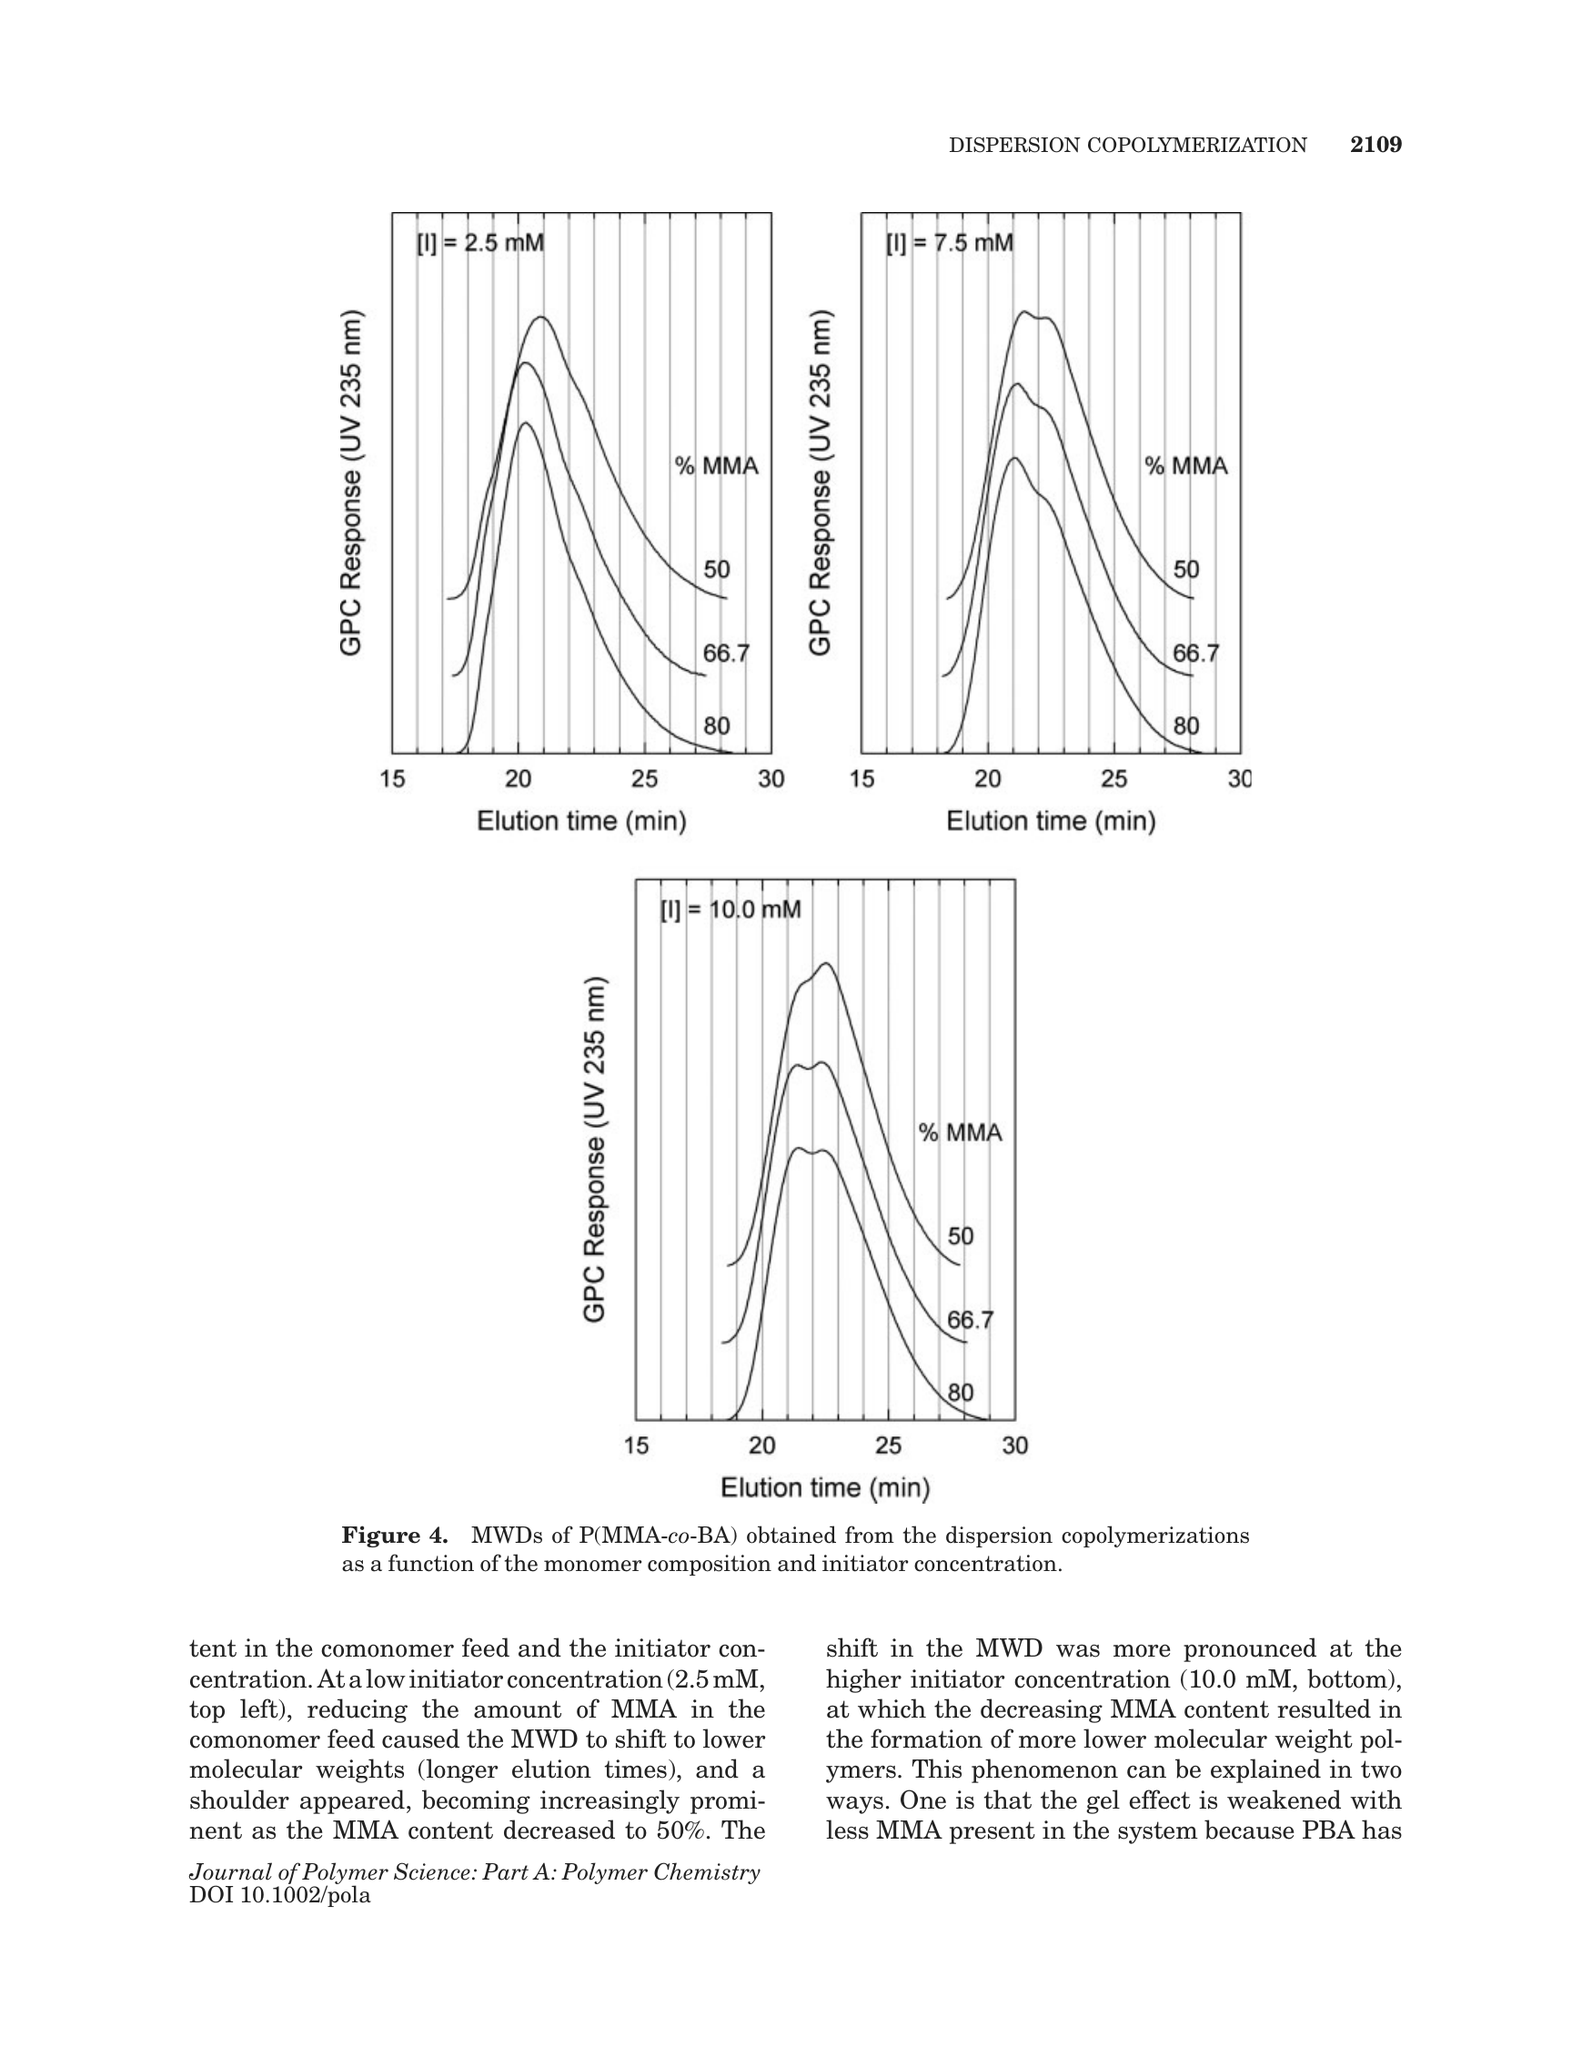 DISPERSION COPOLYMERIZATION 2109
[I] = 2.5 mM
GPC Response (UV 235 nm)
% MMA
50
66.7
80
15 20 25 30
Elution time (min)
[I] = 7.5 mM
GPC Response (UV 235 nm)
% MMA
50
66.7
80
15 20 25 30
Elution time (min)
[I] = 10.0 mM
GPC Response (UV 235 nm)
% MMA
50
66.7
80
15 20 25 30
Elution time (min)
Figure 4. MWDs of P(MMA-co-BA) obtained from the dispersion copolymerizations
as a function of the monomer composition and initiator concentration.
tent in the comonomer feed and the initiator con-
centration. At a low initiator concentration (2.5 mM,
top left), reducing the amount of MMA in the
comonomer feed caused the MWD to shift to lower
molecular weights (longer elution times), and a
shoulder appeared, becoming increasingly promi-
nent as the MMA content decreased to 50%. The
shift in the MWD was more pronounced at the
higher initiator concentration (10.0 mM, bottom),
at which the decreasing MMA content resulted in
the formation of more lower molecular weight pol-
ymers. This phenomenon can be explained in two
ways. One is that the gel effect is weakened with
less MMA present in the system because PBA has
Journal of Polymer Science: Part A: Polymer Chemistry
DOI 10.1002/pola